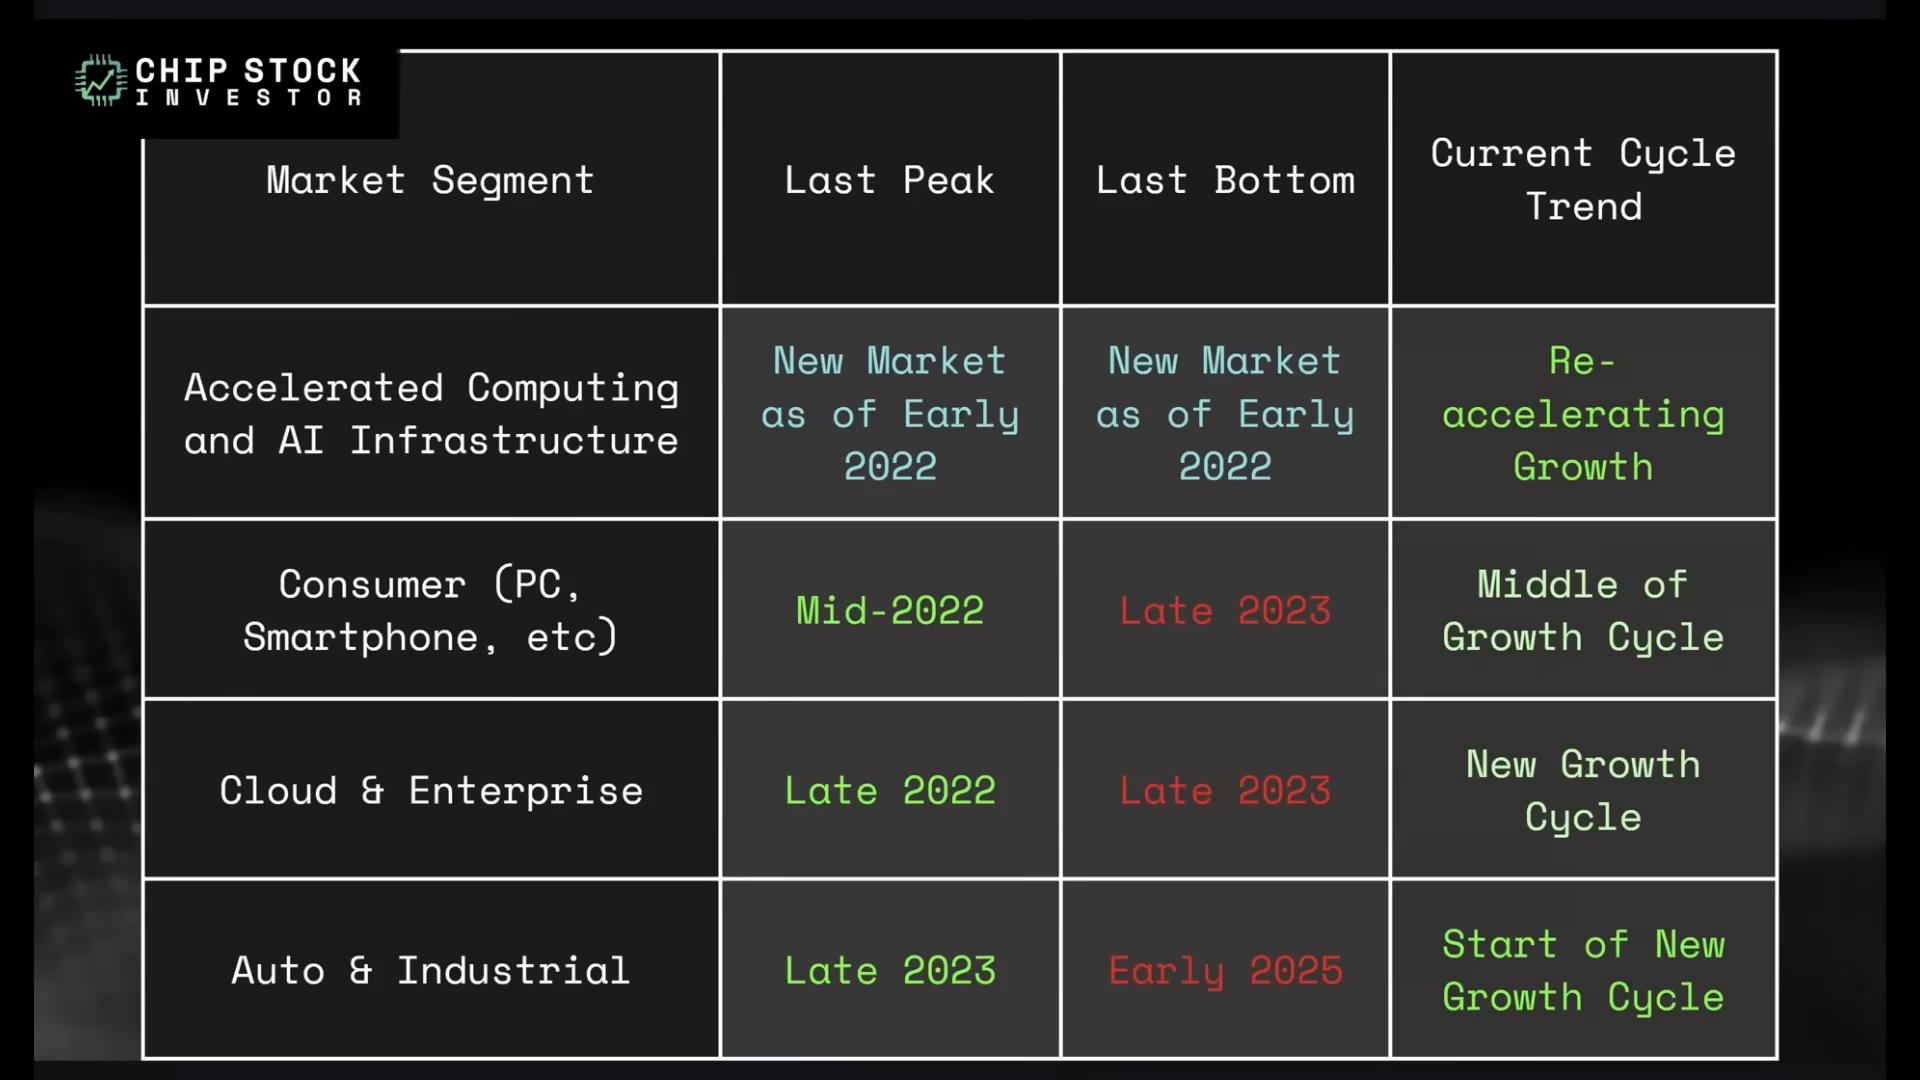 CHIP STOCK
INVESTOR
Market Segment
Last Peak
Last Bottom
Current Cycle
Trend
Accelerated Computing
and AI Infrastructure
New Market
as of Early
2022
New Market
as of Early
2022
Re-
accelerating
Growth
Consumer (PC,
Smartphone, etc)
Mid-2022
Late 2023
Middle of
Growth Cycle
Cloud & Enterprise
Late 2022
Late 2023
New Growth
Cycle
Auto & Industrial
Late 2023
Early 2025
Start of New
Growth Cycle